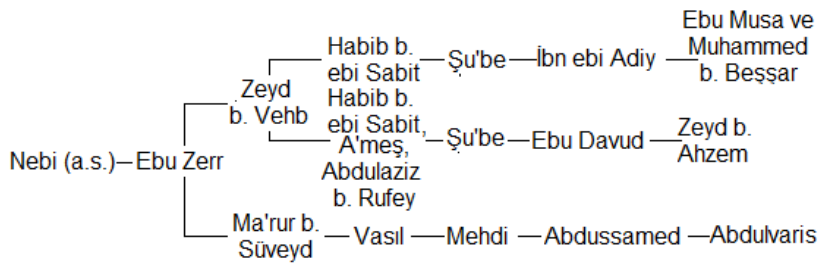 Ebu Musa ve
Muhammed
b. Beşşar
Habib b.
ebi Sabit
Şu'be
İbn ebi Adiy
Zeyd
b. Vehb
Habib b.
ebi Sabit,
A'meş,
Abdulaziz
b. Rufey
Şu'be
Ebu Davud
Zeyd b.
Ahzem
Nebi (a.s.)
Ebu Zerr
Ma'rur b.
Süveyd
Vasıl
Mehdi
Abdussamed
Abdulvaris